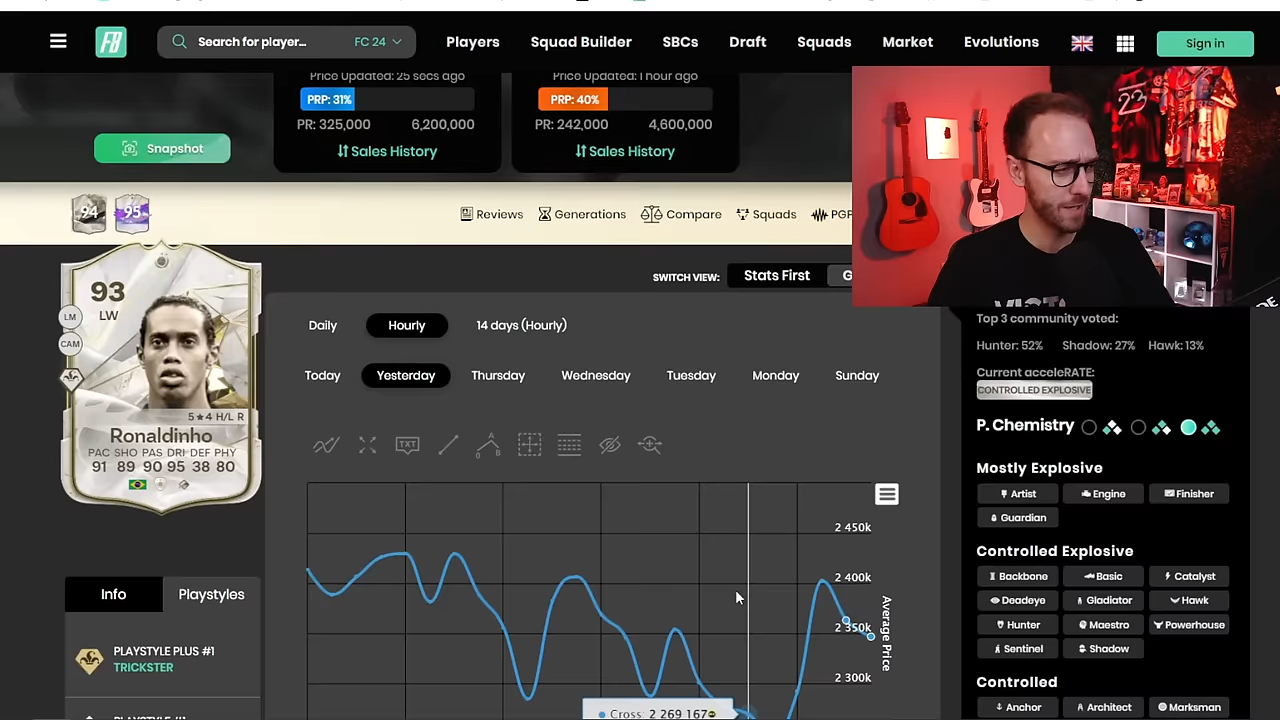 FB
Search for player...
FC 24
Players
Squad Builder
SBCs
Draft
Squads
Market
Evolutions
Sign in
Price Updated: 25 secs ago
Price Updated: 1 hour ago
PRP: 31%
PRP: 40%
PR: 325,000
6,200,000
PR: 242,000
4,600,000
Snapshot
Sales History
Sales History
94
95
Reviews
Generations
Compare
Squads
PGP
23
SWITCH VIEW:
Stats First
G
93
LW
LM
CAM
5★4 H/L R
Ronaldinho
PAC SHO PAS DRI DEF PHY
91 89 90 95 38 80
Daily
Hourly
14 days (Hourly)
Today
Yesterday
Thursday
Wednesday
Tuesday
Monday
Sunday
TXT
2 450k
2 400k
2 350k
2 300k
Average Price
Cross: 2 269 167
Top 3 community voted:
Hunter: 52%
Shadow: 27%
Hawk: 13%
Current acceleRATE:
CONTROLLED EXPLOSIVE
P. Chemistry
Mostly Explosive
Artist
Engine
Finisher
Guardian
Controlled Explosive
Backbone
Basic
Catalyst
Deadeye
Gladiator
Hawk
Hunter
Maestro
Powerhouse
Sentinel
Shadow
Controlled
Anchor
Architect
Marksman
Info
Playstyles
PLAYSTYLE PLUS #1
TRICKSTER